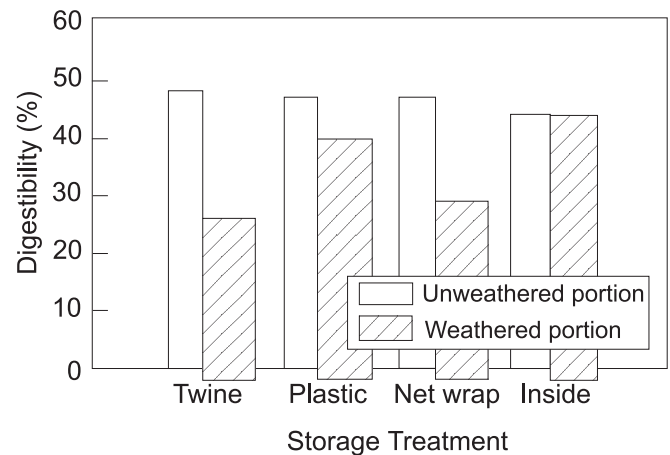 60
50
40
30
20
10
0
Digestibility (%)
Unweathered portion
Weathered portion
Twine Plastic Net wrap Inside
Storage Treatment